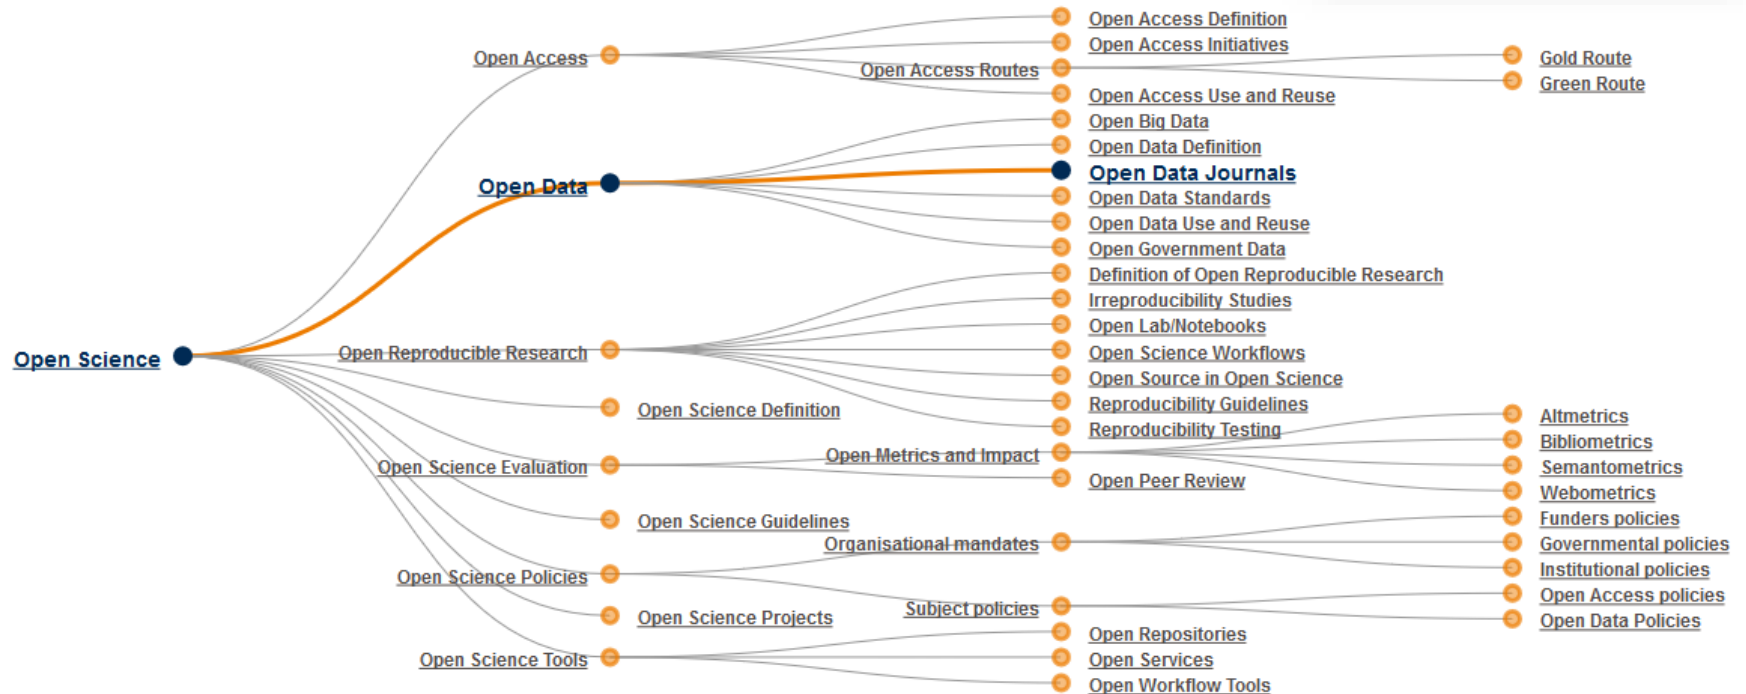 Open Science
Open Access
Open Access Definition
Open Access Initiatives
Open Access Routes
Gold Route
Green Route
Open Access Use and Reuse
Open Data
Open Big Data
Open Data Definition
Open Data Journals
Open Data Standards
Open Data Use and Reuse
Open Government Data
Open Reproducible Research
Definition of Open Reproducible Research
Irreproducibility Studies
Open Lab/Notebooks
Open Science Workflows
Open Source in Open Science
Reproducibility Guidelines
Reproducibility Testing
Open Science Definition
Open Science Evaluation
Open Metrics and Impact
Altmetrics
Bibliometrics
Semantometrics
Webometrics
Open Peer Review
Open Science Guidelines
Open Science Policies
Organisational mandates
Funders policies
Governmental policies
Institutional policies
Subject policies
Open Access policies
Open Data Policies
Open Science Projects
Open Science Tools
Open Repositories
Open Services
Open Workflow Tools